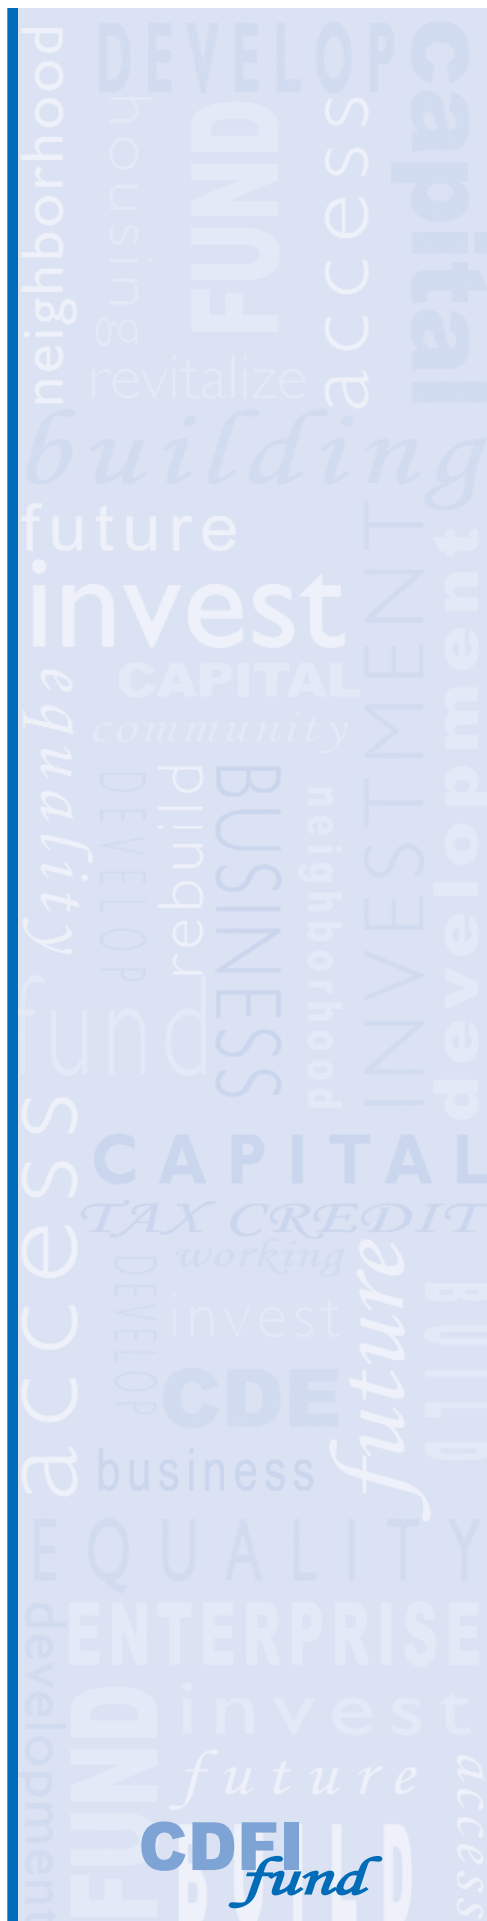 DEVELOP
capital
neighborhood
housing
FUND
access
revitalize
building
future
invest
INVESTMENT
development
CAPITAL
equality
community
DEVELOP
rebuild
BUSINESS
neighborhood
fund
access
CAPITAL
TAX CREDIT
working
future
DEVELOP
invest
BUILD
CDE
business
EQUALITY
development
ENTERPRISE
FUND
invest
future
access
BUILD
CDFI
fund